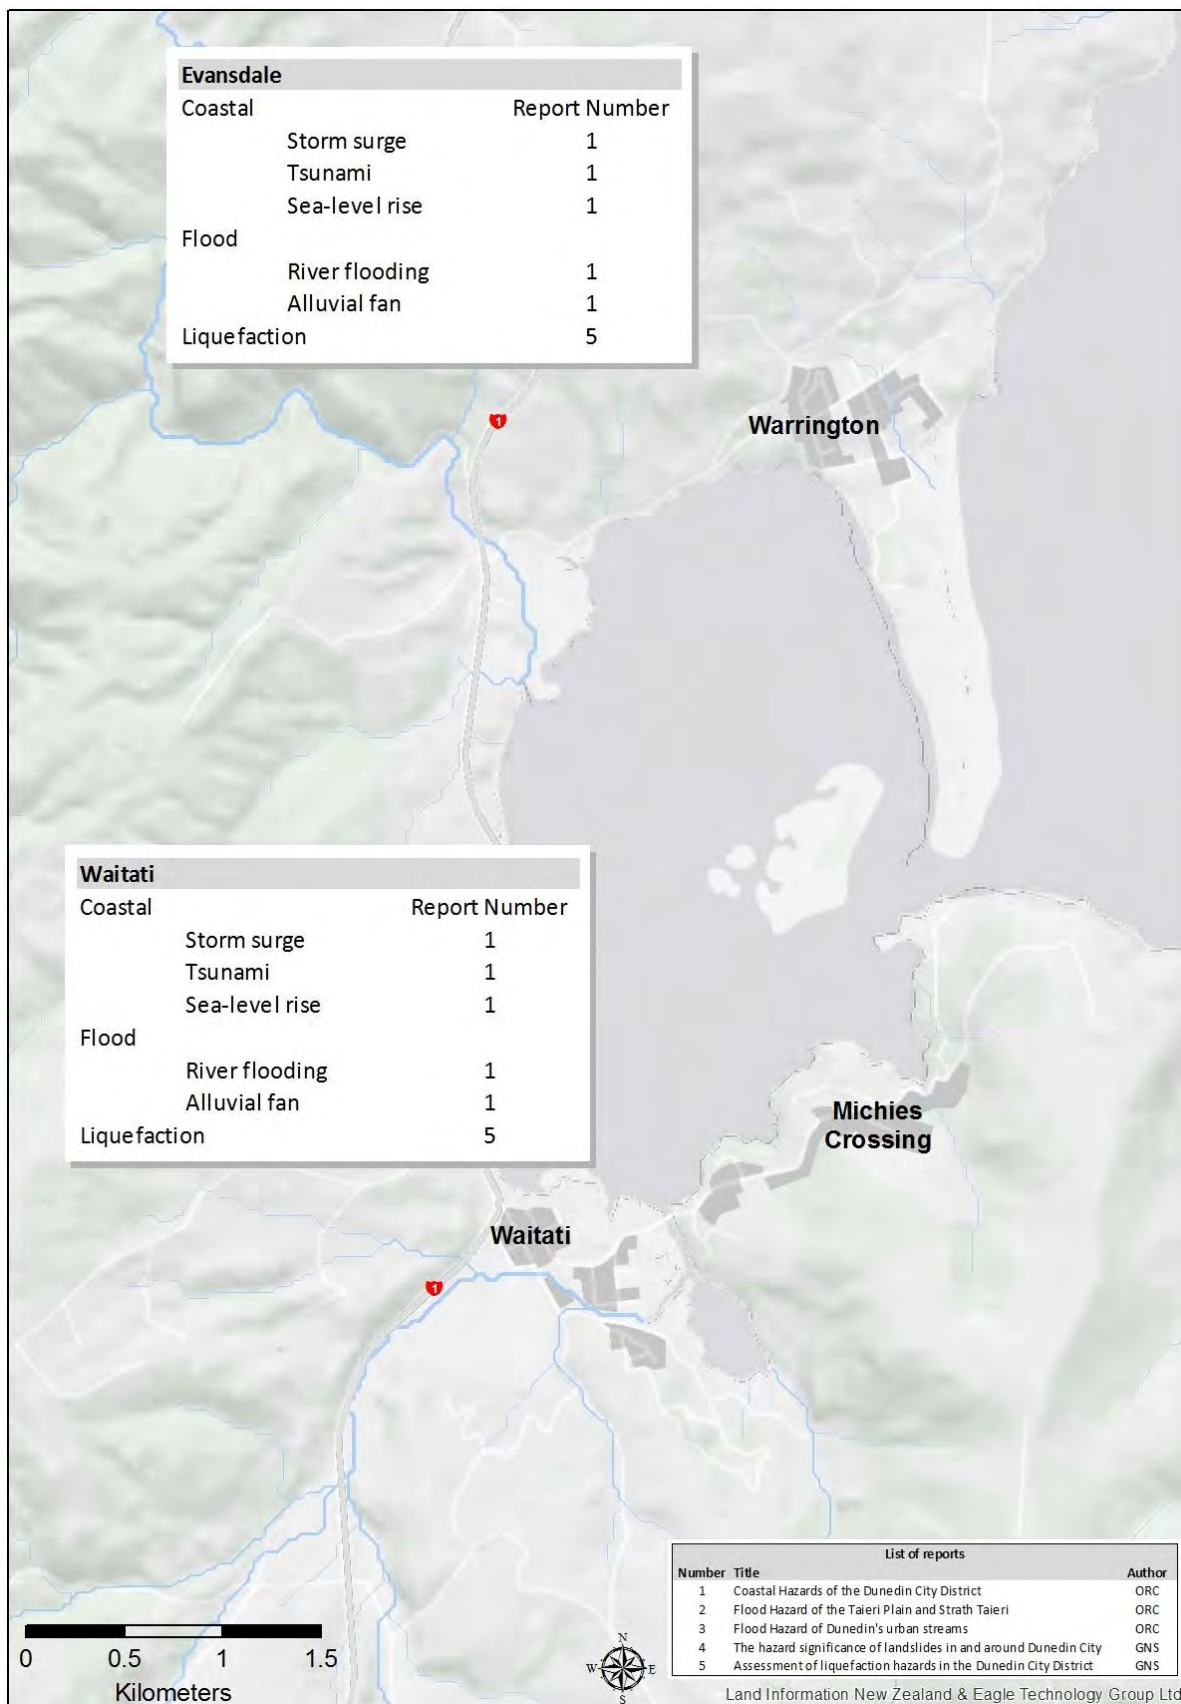 Evansdale
Coastal Report Number
Storm surge 1
Tsunami 1
Sea-level rise 1
Flood
River flooding 1
Alluvial fan 1
Liquefaction 5
1
Warrington
Waitati
Coastal Report Number
Storm surge 1
Tsunami 1
Sea-level rise 1
Flood
River flooding 1
Alluvial fan 1
Liquefaction 5
Michies
Crossing
Waitati
1
List of reports
Number Title Author
1 Coastal Hazards of the Dunedin City District ORC
2 Flood Hazard of the Taieri Plain and Strath Taieri ORC
3 Flood Hazard of Dunedin's urban streams ORC
4 The hazard significance of landslides in and around Dunedin City GNS
5 Assessment of liquefaction hazards in the Dunedin City District GNS
0 0.5 1 1.5
Kilometers
N
W E
S
Land Information New Zealand & Eagle Technology Group Ltd